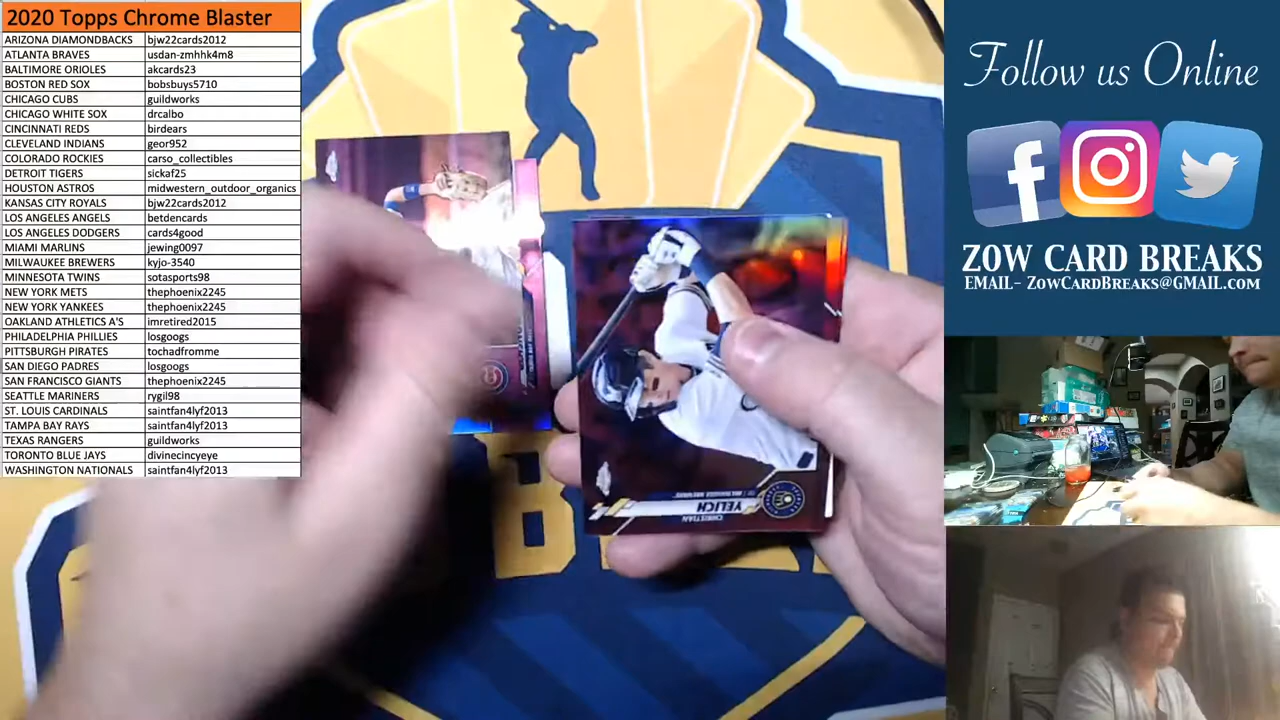 2020 Topps Chrome Blaster
ARIZONA DIAMONDBACKS bjw22cards2012
ATLANTA BRAVES usdan-zmhhk4m8
BALTIMORE ORIOLES akcards23
BOSTON RED SOX bobsbuys5710
CHICAGO CUBS guildworks
CHICAGO WHITE SOX drcalbo
CINCINNATI REDS birdears
CLEVELAND INDIANS geor952
COLORADO ROCKIES carso_collectibles
DETROIT TIGERS sickaf25
HOUSTON ASTROS midwestern_outdoor_organics
KANSAS CITY ROYALS bjw22cards2012
LOS ANGELES ANGELS betdencards
LOS ANGELES DODGERS cards4good
MIAMI MARLINS jewing0097
MILWAUKEE BREWERS kyjo-3540
MINNESOTA TWINS sotasports98
NEW YORK METS thephoenix2245
NEW YORK YANKEES thephoenix2245
OAKLAND ATHLETICS A'S imretired2015
PHILADELPHIA PHILLIES losgoogs
PITTSBURGH PIRATES tochadfromme
SAN DIEGO PADRES losgoogs
SAN FRANCISCO GIANTS thephoenix2245
SEATTLE MARINERS rygil98
ST. LOUIS CARDINALS saintfan4lyf2013
TAMPA BAY RAYS saintfan4lyf2013
TEXAS RANGERS guildworks
TORONTO BLUE JAYS divinecincyeye
WASHINGTON NATIONALS saintfan4lyf2013
CHRISTIAN
YELICH
Follow us Online
ZOW CARD BREAKS
EMAIL- ZOWCARDBREAKS@GMAIL.COM